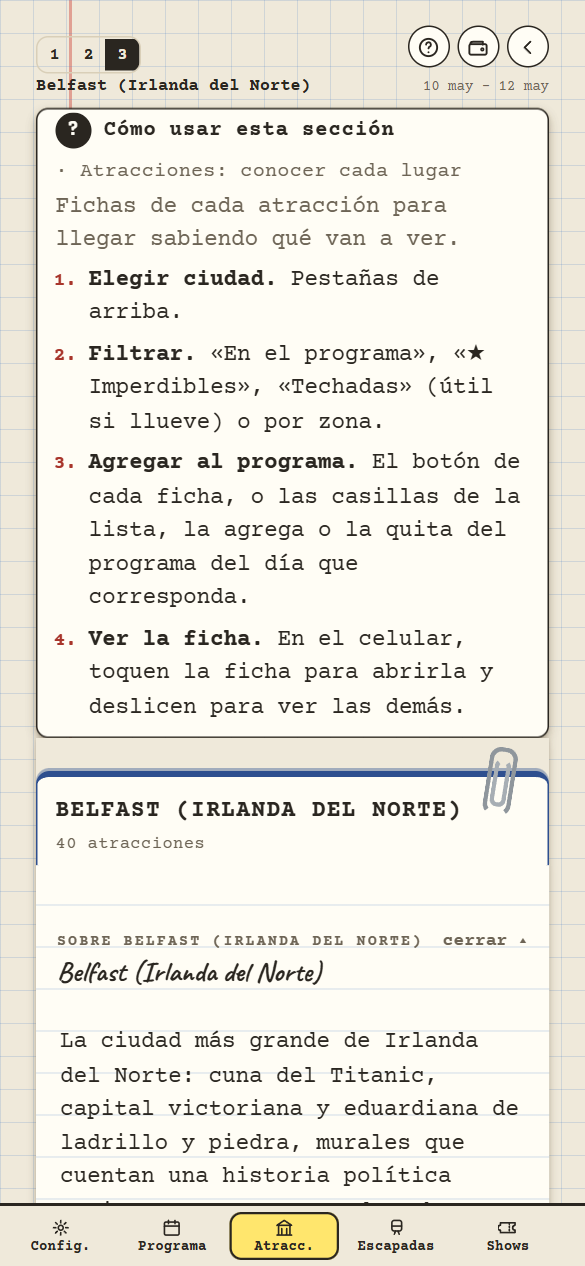 1 2 3
Belfast (Irlanda del Norte)
10 may – 12 may
? Cómo usar esta sección
· Atracciones: conocer cada lugar
Fichas de cada atracción para
llegar sabiendo qué van a ver.
1. Elegir ciudad. Pestañas de
arriba.
2. Filtrar. «En el programa», «★
Imperdibles», «Techadas» (útil
si llueve) o por zona.
3. Agregar al programa. El botón de
cada ficha, o las casillas de la
lista, la agrega o la quita del
programa del día que
corresponda.
4. Ver la ficha. En el celular,
toquen la ficha para abrirla y
deslicen para ver las demás.
BELFAST (IRLANDA DEL NORTE)
40 atracciones
SOBRE BELFAST (IRLANDA DEL NORTE) cerrar ▴
Belfast (Irlanda del Norte)
La ciudad más grande de Irlanda
del Norte: cuna del Titanic,
capital victoriana y eduardiana de
ladrillo y piedra, murales que
cuentan una historia política
Config. Programa Atracc. Escapadas Shows